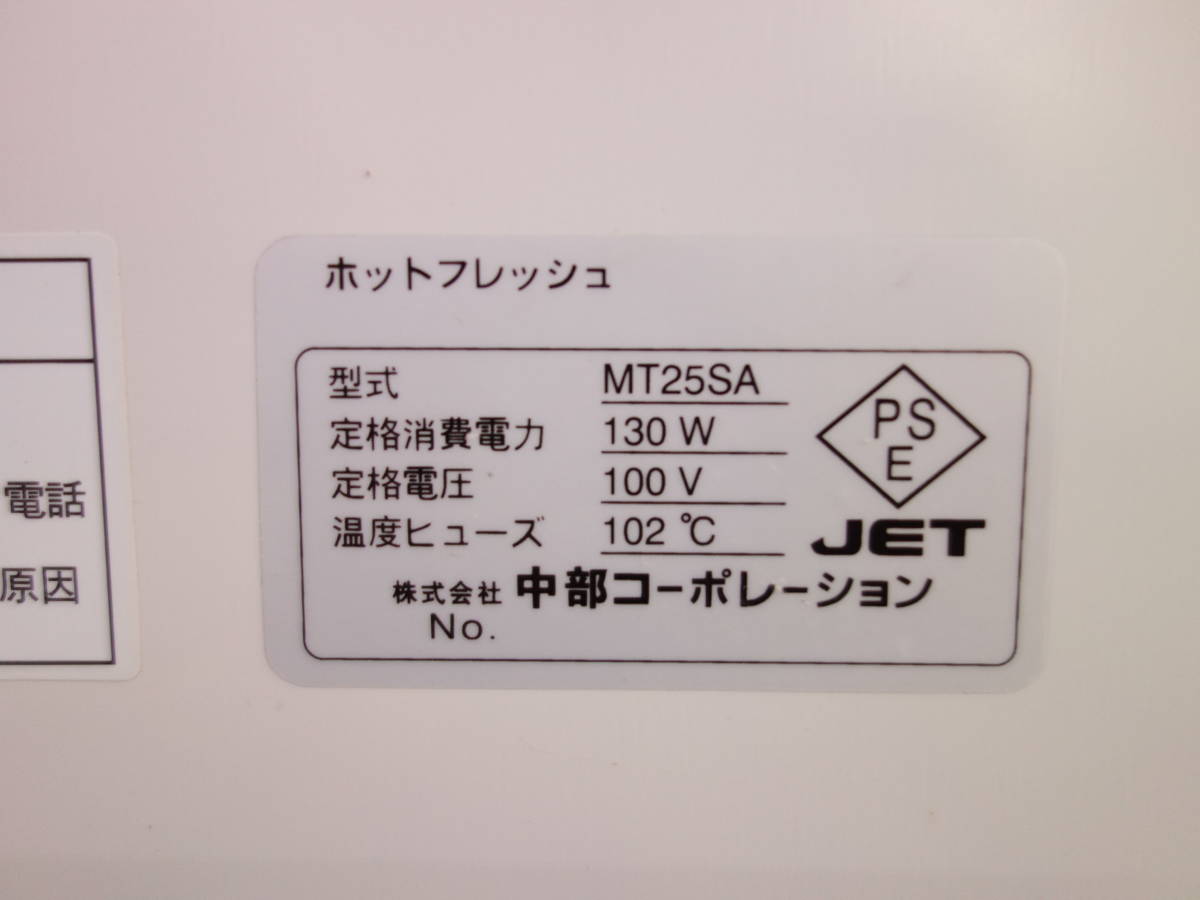 電話
原因
ホットフレッシュ
型式 MT25SA
定格消費電力 130 W
定格電圧 100 V
温度ヒューズ 102 ℃
PS
E
JET
株式会社 中部コーポレーション
No.